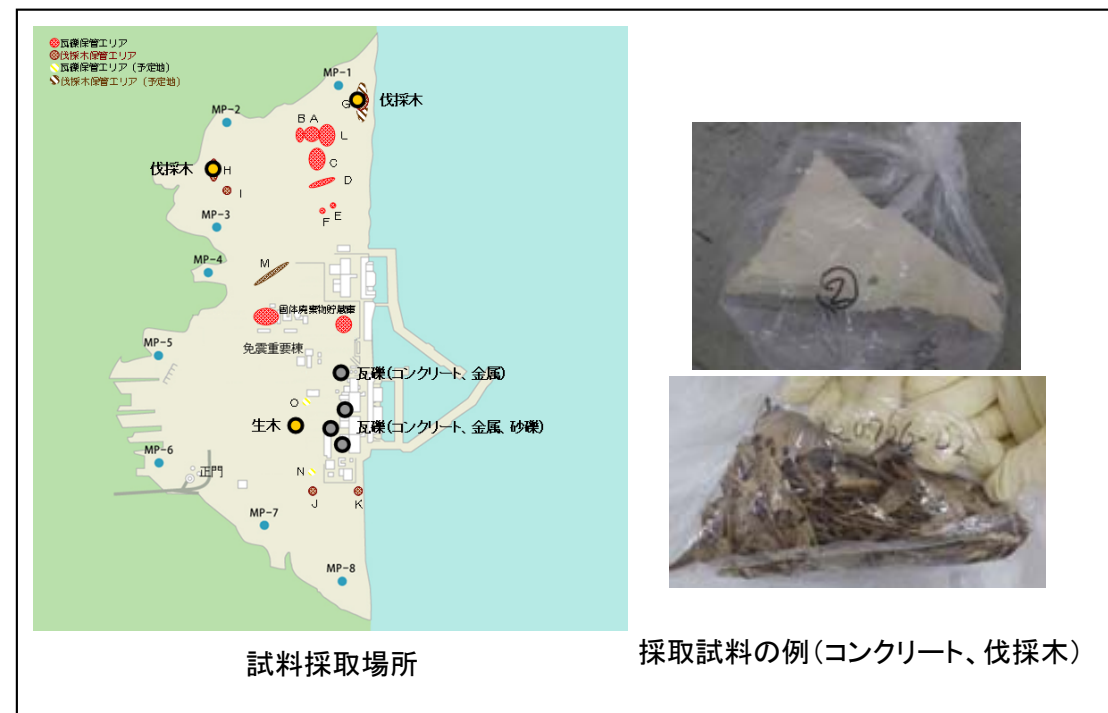 瓦礫保管エリア
伐採木保管エリア
瓦礫保管エリア（予定地）
伐採木保管エリア（予定地）
MP-1
G
伐採木
MP-2
B A
L
伐採木
H
C
I
D
MP-3
F
E
MP-4
M
固体廃棄物貯蔵庫
MP-5
免震重要棟
瓦礫(コンクリート、金属)
O
生木
瓦礫(コンクリート、金属、砂礫)
MP-6
正門
N
J
K
MP-7
MP-8
試料採取場所
②
採取試料の例(コンクリート、伐採木)